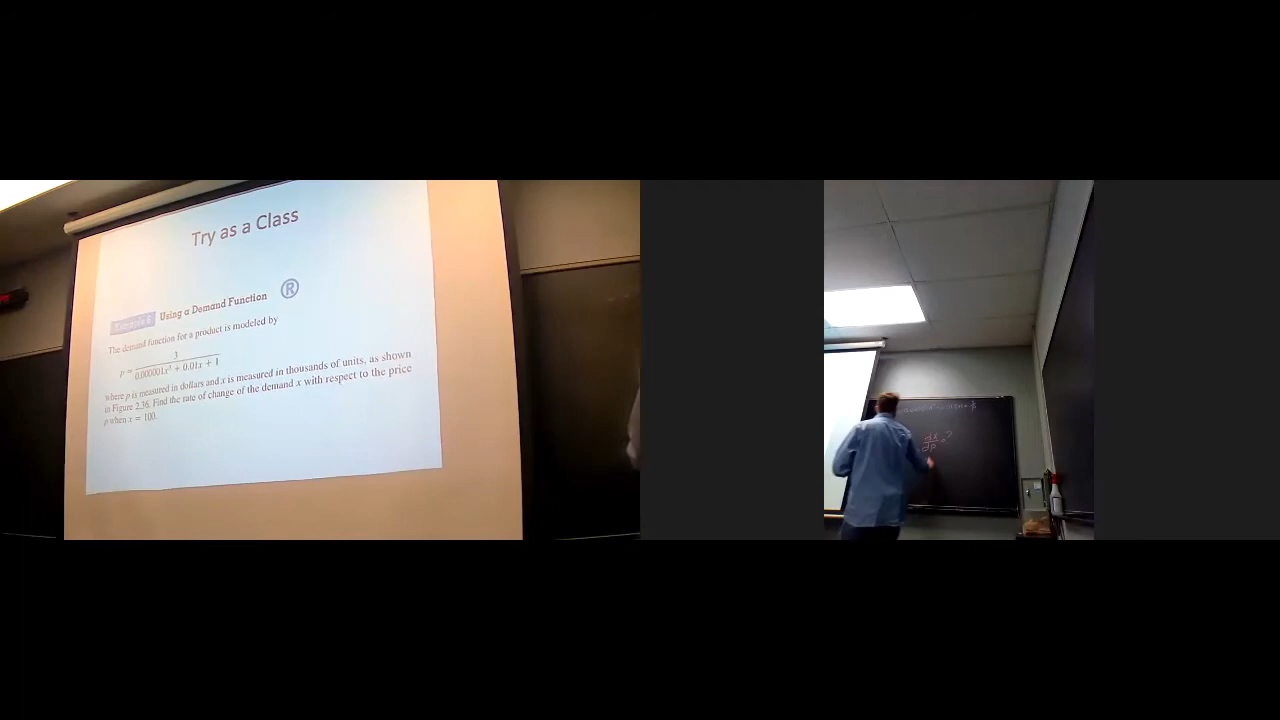 Try as a Class
Example 6 Using a Demand Function ®
The demand function for a product is modeled by
p = 3 / (0.000001x³ + 0.01x + 1)
where p is measured in dollars and x is measured in thousands of units, as shown
in Figure 2.36. Find the rate of change of the demand x with respect to the price
p when x = 100.
dx/dp = ?